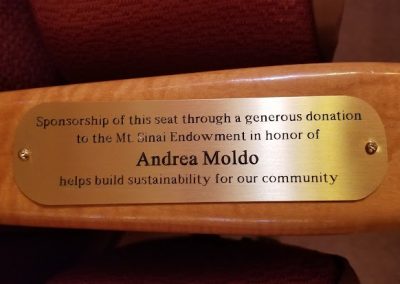 Sponsorship of this seat through a generous donation
to the Mt. Sinai Endowment in honor of
Andrea Moldo
helps build sustainability for our community